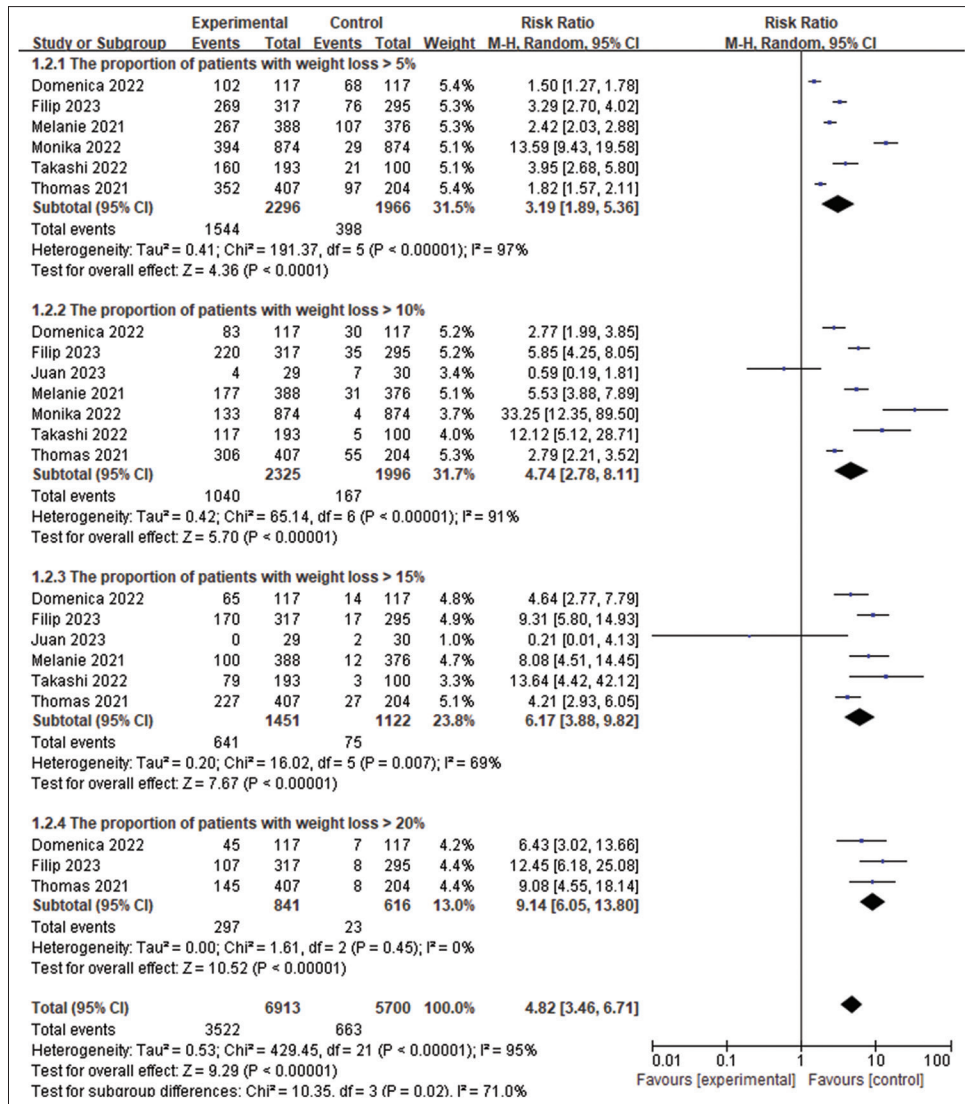 Experimental Control Risk Ratio Risk Ratio
Study or Subgroup Events Total Events Total Weight M-H, Random, 95% CI M-H, Random, 95% CI
1.2.1 The proportion of patients with weight loss > 5%
Domenica 2022 102 117 68 117 5.4% 1.50 [1.27, 1.78]
Filip 2023 269 317 76 295 5.3% 3.29 [2.70, 4.02]
Melanie 2021 267 388 107 376 5.3% 2.42 [2.03, 2.88]
Monika 2022 394 874 29 874 5.1% 13.59 [9.43, 19.58]
Takashi 2022 160 193 21 100 5.1% 3.95 [2.68, 5.80]
Thomas 2021 352 407 97 204 5.4% 1.82 [1.57, 2.11]
Subtotal (95% CI) 2296 1966 31.5% 3.19 [1.89, 5.36]
Total events 1544 398
Heterogeneity: Tau² = 0.41; Chi² = 191.37, df = 5 (P < 0.00001); I² = 97%
Test for overall effect: Z = 4.36 (P < 0.0001)
1.2.2 The proportion of patients with weight loss > 10%
Domenica 2022 83 117 30 117 5.2% 2.77 [1.99, 3.85]
Filip 2023 220 317 35 295 5.2% 5.85 [4.25, 8.05]
Juan 2023 4 29 7 30 3.4% 0.59 [0.19, 1.81]
Melanie 2021 177 388 31 376 5.1% 5.53 [3.88, 7.89]
Monika 2022 133 874 4 874 3.7% 33.25 [12.35, 89.50]
Takashi 2022 117 193 5 100 4.0% 12.12 [5.12, 28.71]
Thomas 2021 306 407 55 204 5.3% 2.79 [2.21, 3.52]
Subtotal (95% CI) 2325 1996 31.7% 4.74 [2.78, 8.11]
Total events 1040 167
Heterogeneity: Tau² = 0.42; Chi² = 65.14, df = 6 (P < 0.00001); I² = 91%
Test for overall effect: Z = 5.70 (P < 0.00001)
1.2.3 The proportion of patients with weight loss > 15%
Domenica 2022 65 117 14 117 4.8% 4.64 [2.77, 7.79]
Filip 2023 170 317 17 295 4.9% 9.31 [5.80, 14.93]
Juan 2023 0 29 2 30 1.0% 0.21 [0.01, 4.13]
Melanie 2021 100 388 12 376 4.7% 8.08 [4.51, 14.45]
Takashi 2022 79 193 3 100 3.3% 13.64 [4.42, 42.12]
Thomas 2021 227 407 27 204 5.1% 4.21 [2.93, 6.05]
Subtotal (95% CI) 1451 1122 23.8% 6.17 [3.88, 9.82]
Total events 641 75
Heterogeneity: Tau² = 0.20; Chi² = 16.02, df = 5 (P = 0.007); I² = 69%
Test for overall effect: Z = 7.67 (P < 0.00001)
1.2.4 The proportion of patients with weight loss > 20%
Domenica 2022 45 117 7 117 4.2% 6.43 [3.02, 13.66]
Filip 2023 107 317 8 295 4.4% 12.45 [6.18, 25.08]
Thomas 2021 145 407 8 204 4.4% 9.08 [4.55, 18.14]
Subtotal (95% CI) 841 616 13.0% 9.14 [6.05, 13.80]
Total events 297 23
Heterogeneity: Tau² = 0.00; Chi² = 1.61, df = 2 (P = 0.45); I² = 0%
Test for overall effect: Z = 10.52 (P < 0.00001)
Total (95% CI) 6913 5700 100.0% 4.82 [3.46, 6.71]
Total events 3522 663
Heterogeneity: Tau² = 0.53; Chi² = 429.45, df = 21 (P < 0.00001); I² = 95%
Test for overall effect: Z = 9.29 (P < 0.00001)
Test for subgroup differences: Chi² = 10.35, df = 3 (P = 0.02), I² = 71.0%
0.01 0.1 1 10 100
Favours [experimental] Favours [control]